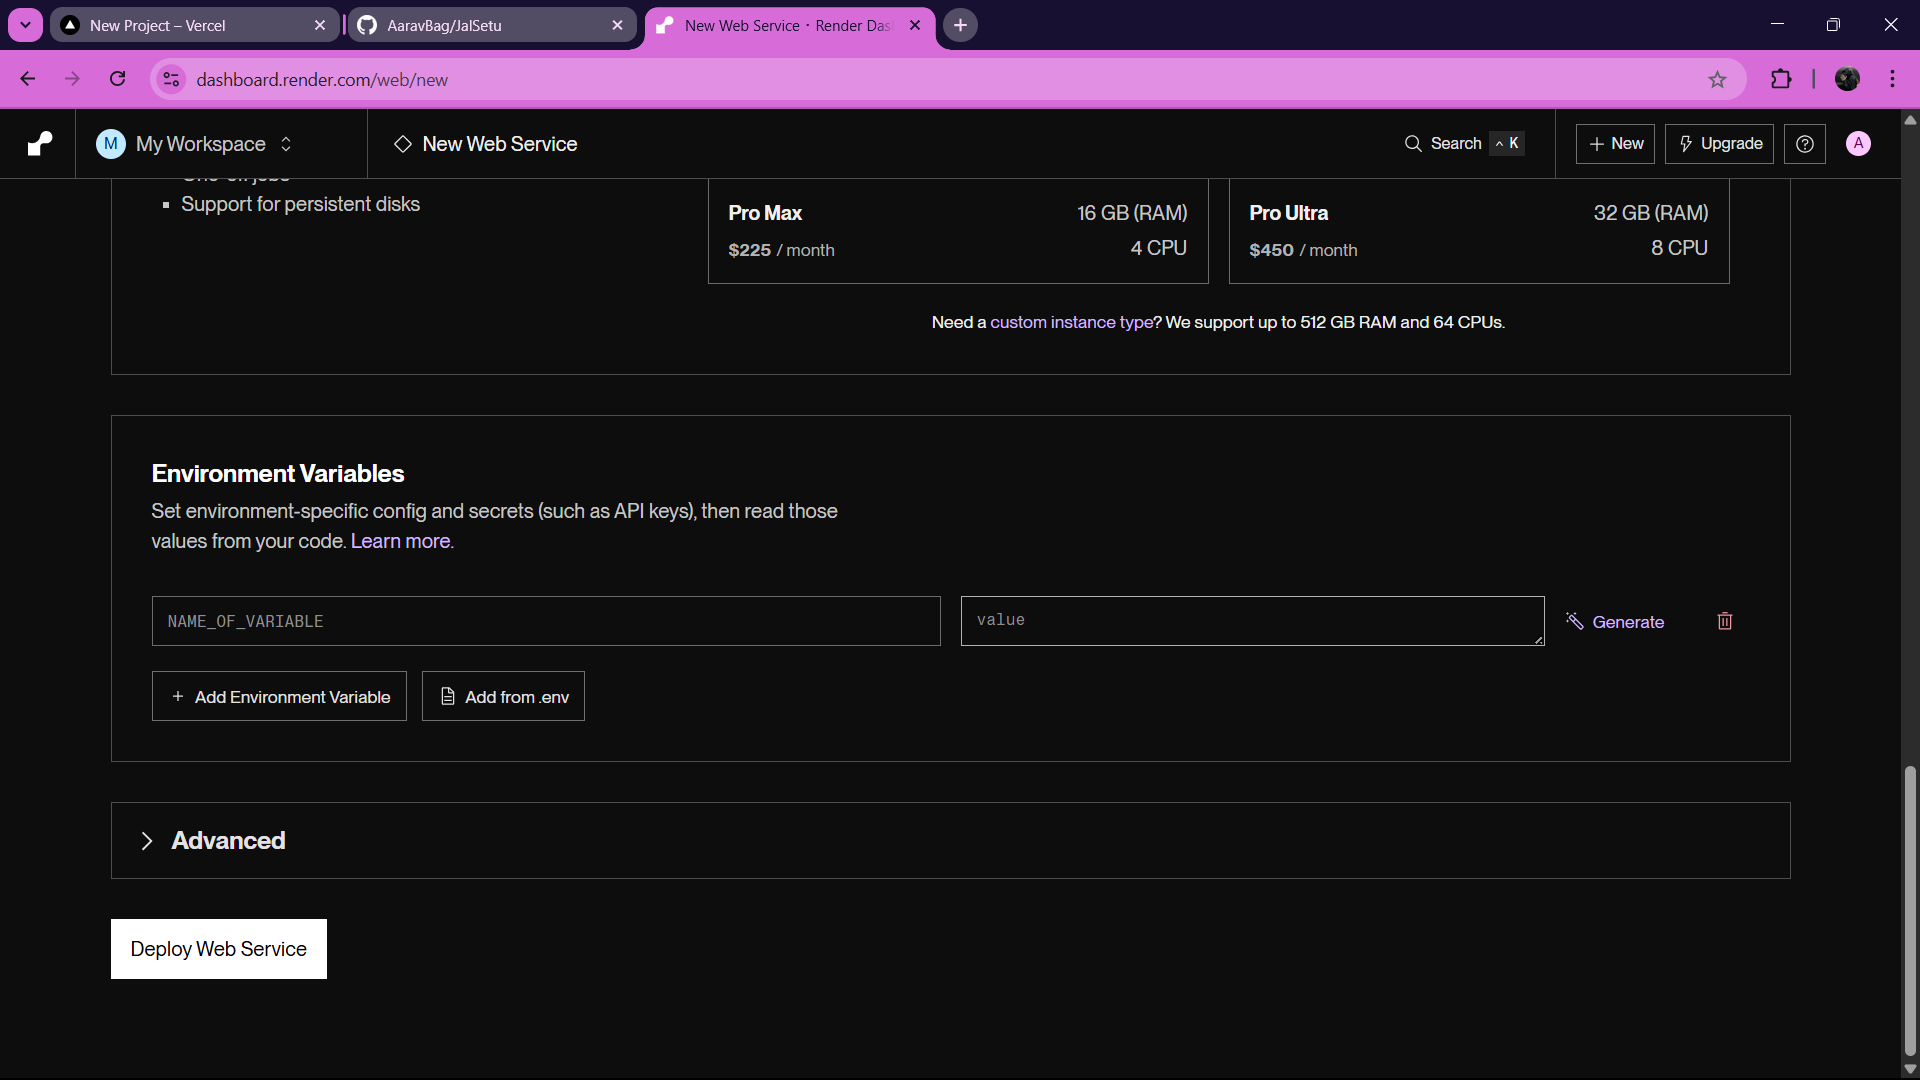 New Project – Vercel
AaravBag/JalSetu
New Web Service · Render Das
dashboard.render.com/web/new
M My Workspace
New Web Service
Search ^ K
+ New
Upgrade
A
One-off jobs
Support for persistent disks
Pro Max 16 GB (RAM)
$225 / month 4 CPU
Pro Ultra 32 GB (RAM)
$450 / month 8 CPU
Need a custom instance type? We support up to 512 GB RAM and 64 CPUs.
Environment Variables
Set environment-specific config and secrets (such as API keys), then read those
values from your code. Learn more.
NAME_OF_VARIABLE
value
Generate
+ Add Environment Variable
Add from .env
Advanced
Deploy Web Service